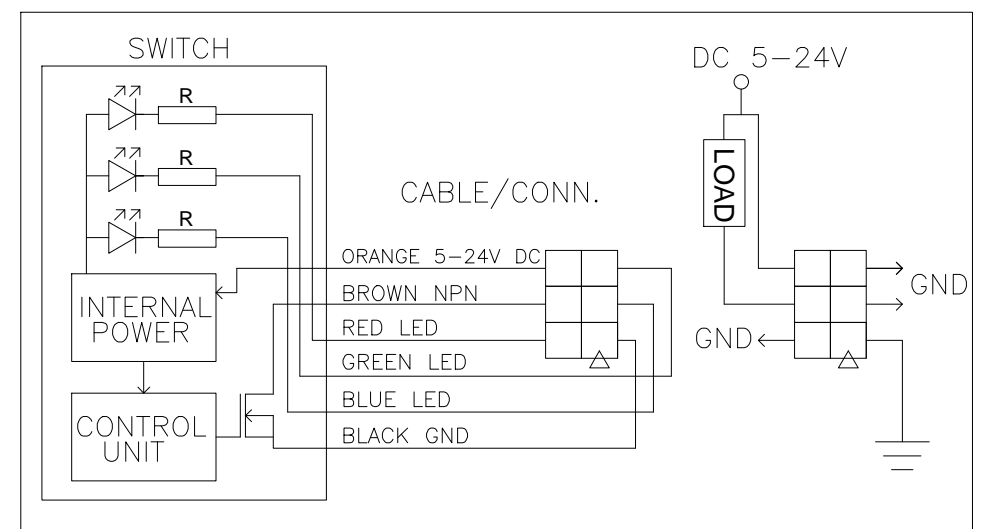 SWITCH
R
R
R
INTERNAL
POWER
CONTROL
UNIT
CABLE/CONN.
ORANGE 5-24V DC
BROWN NPN
RED LED
GREEN LED
BLUE LED
BLACK GND
DC 5-24V
LOAD
GND
GND